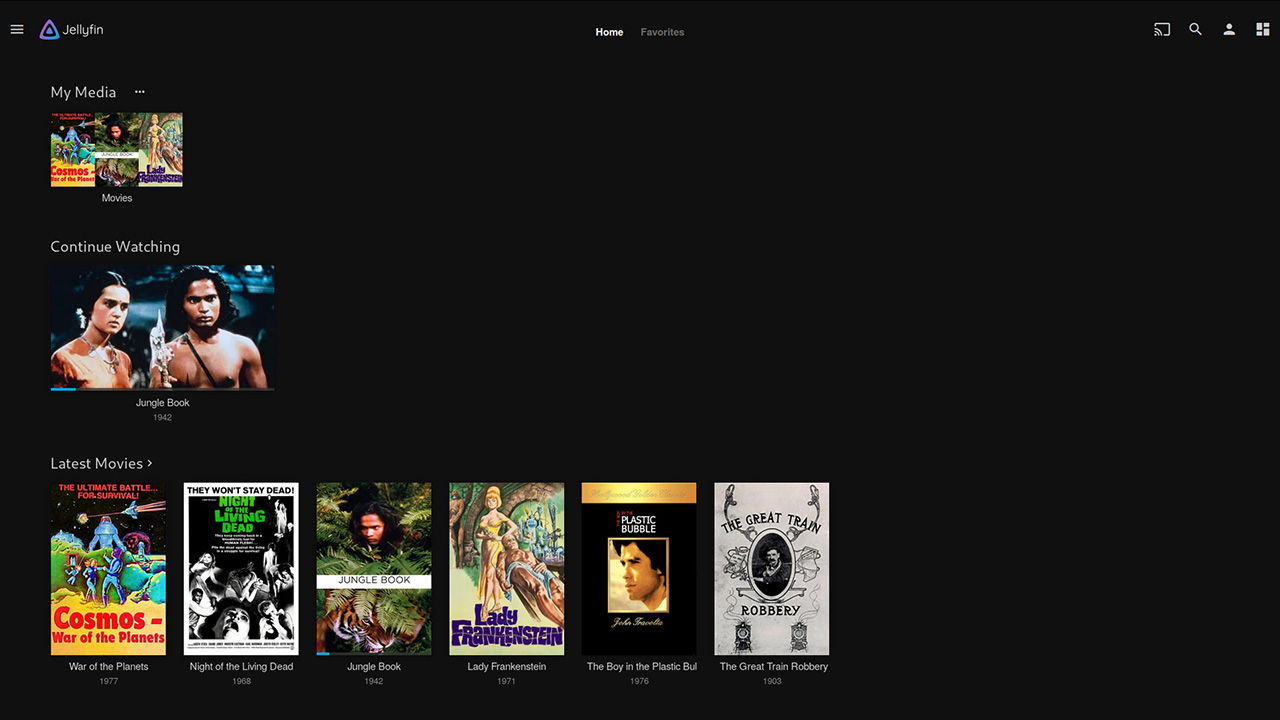 Jellyfin
Home
Favorites
My Media
THE ULTIMATE BATTLE...
FOR SURVIVAL!
Cosmos -
War of the Planets
JUNGLE BOOK
Lady
FRANKENSTEIN
Movies
Continue Watching
Jungle Book
1942
Latest Movies
THE ULTIMATE BATTLE...
FOR SURVIVAL!
Cosmos -
War of the Planets
THEY WON'T STAY DEAD!
NIGHT
OF THE
LIVING
DEAD
They keep coming back in a
bloodthirsty lust for
HUMAN FLESH!...
Pits the dead against the living
in a struggle for survival!
JUNGLE BOOK
Lady
FRANKENSTEIN
THE BOY
IN THE
PLASTIC
BUBBLE
John Travolta
THE GREAT TRAIN
ROBBERY
War of the Planets
1977
Night of the Living Dead
1968
Jungle Book
1942
Lady Frankenstein
1971
The Boy in the Plastic Bul
1976
The Great Train Robbery
1903